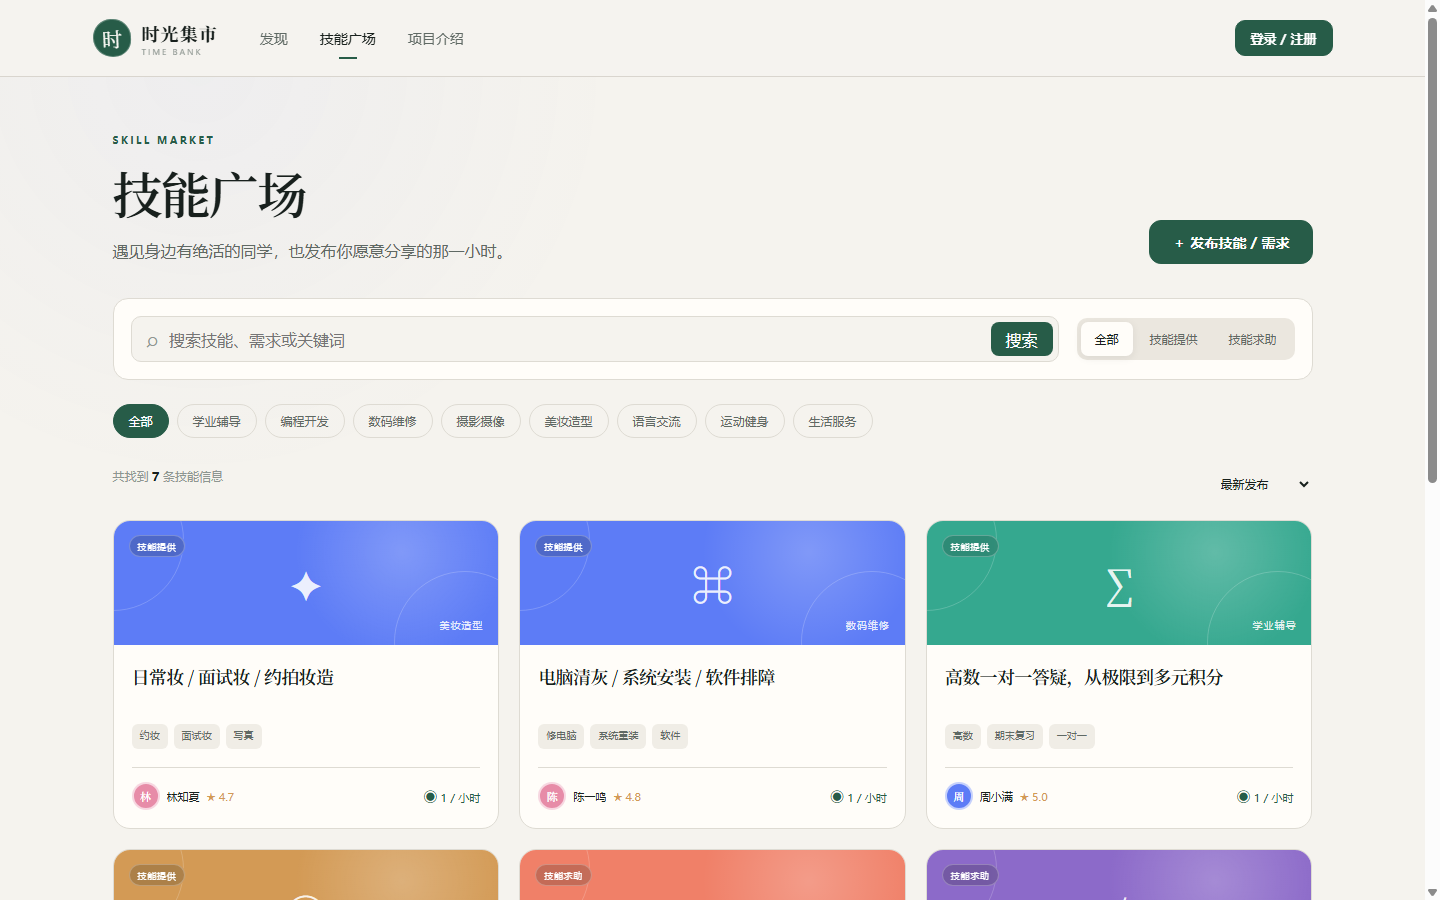 时 时光集市 发现 技能广场 项目介绍 登录 / 注册
TIME BANK
SKILL MARKET
技能广场
遇见身边有绝活的同学，也发布你愿意分享的那一小时。
+ 发布技能 / 需求
搜索技能、需求或关键词 搜索 全部 技能提供 技能求助
全部 学业辅导 编程开发 数码维修 摄影摄像 美妆造型 语言交流 运动健身 生活服务
共找到 7 条技能信息
最新发布
技能提供
美妆造型
日常妆 / 面试妆 / 约拍妆造
约妆 面试妆 写真
林 林知夏 ★ 4.7 1 / 小时
技能提供
⌘
数码维修
电脑清灰 / 系统安装 / 软件排障
修电脑 系统重装 软件
陈 陈一鸣 ★ 4.8 1 / 小时
技能提供
∑
学业辅导
高数一对一答疑，从极限到多元积分
高数 期末复习 一对一
周 周小满 ★ 5.0 1 / 小时
技能提供
技能求助
技能求助